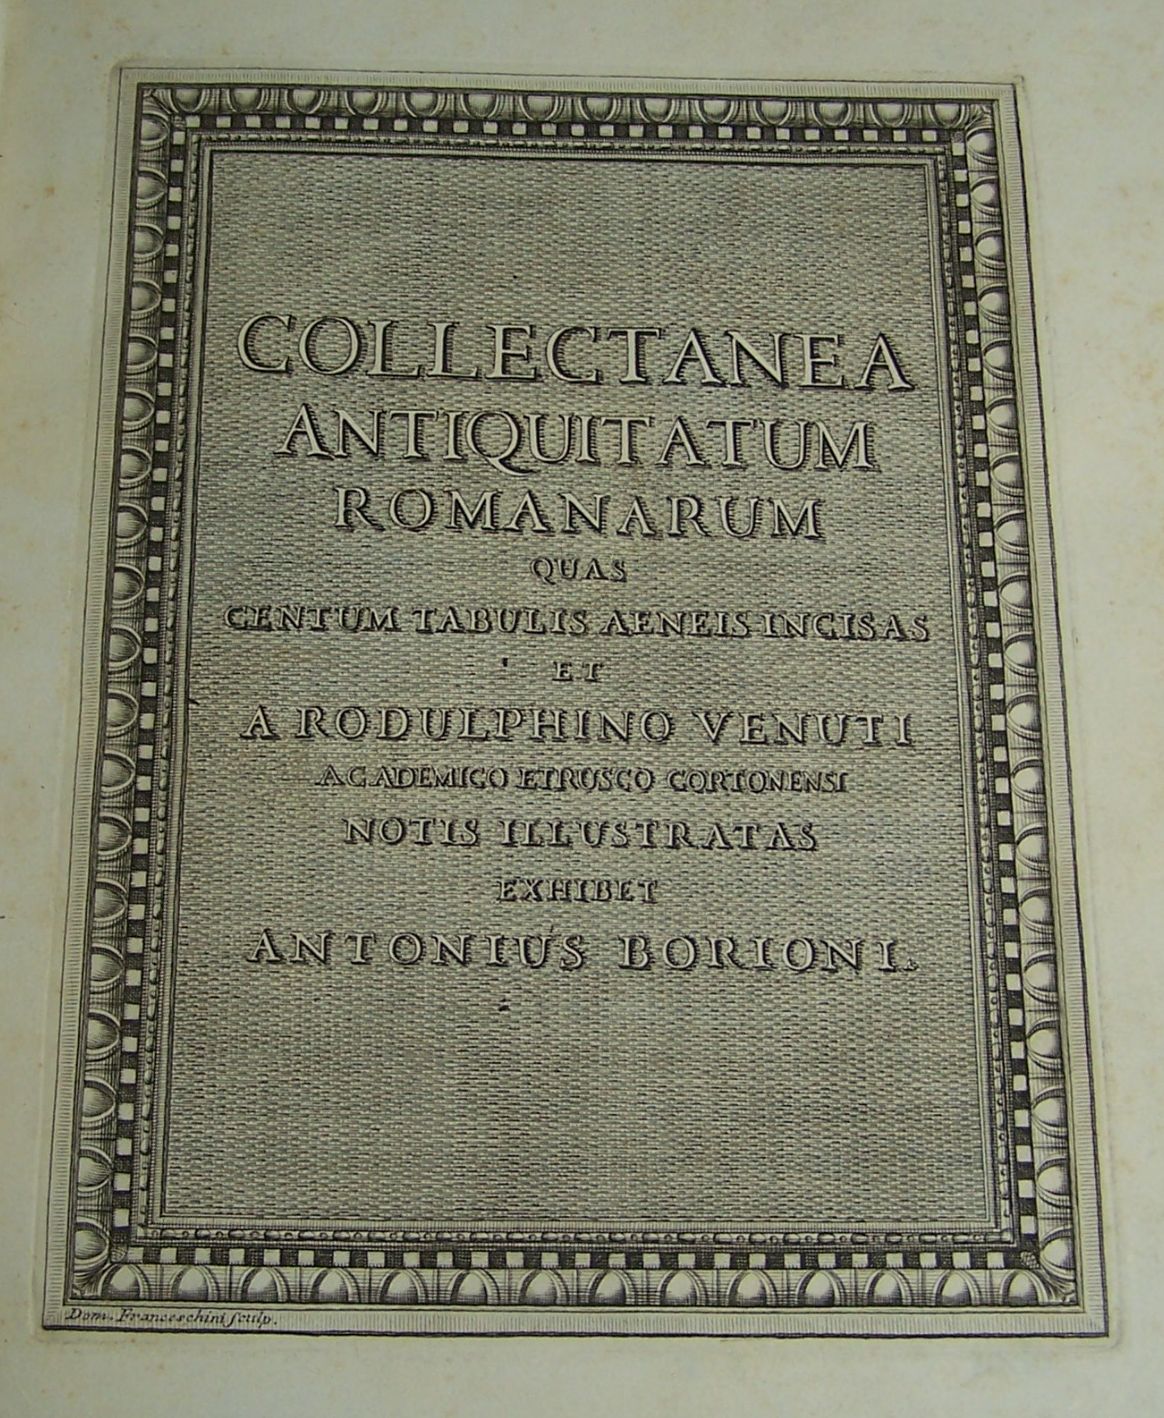 COLLECTANEA
ANTIQUITATUM
ROMANARUM
QUAS
CENTUM TABULIS AENEIS INCISAS
ET
A RODULPHINO VENUTI
ACADEMICO ETRUSCO CORTONENSI
NOTIS ILLUSTRATAS
EXHIBET
ANTONIUS BORIONI.
Dom. Franceschini sculp.